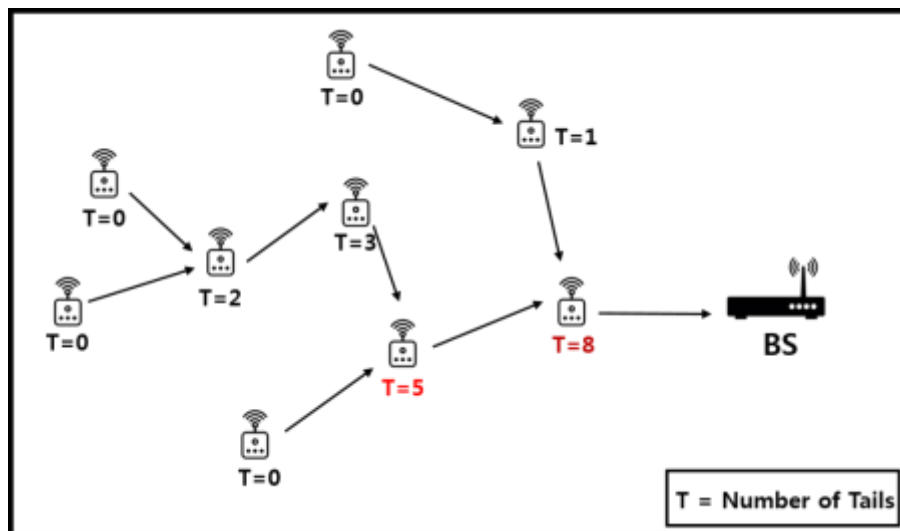 T=0
T=1
T=0
T=3
T=2
T=0
T=8
BS
T=5
T=0
T = Number of Tails